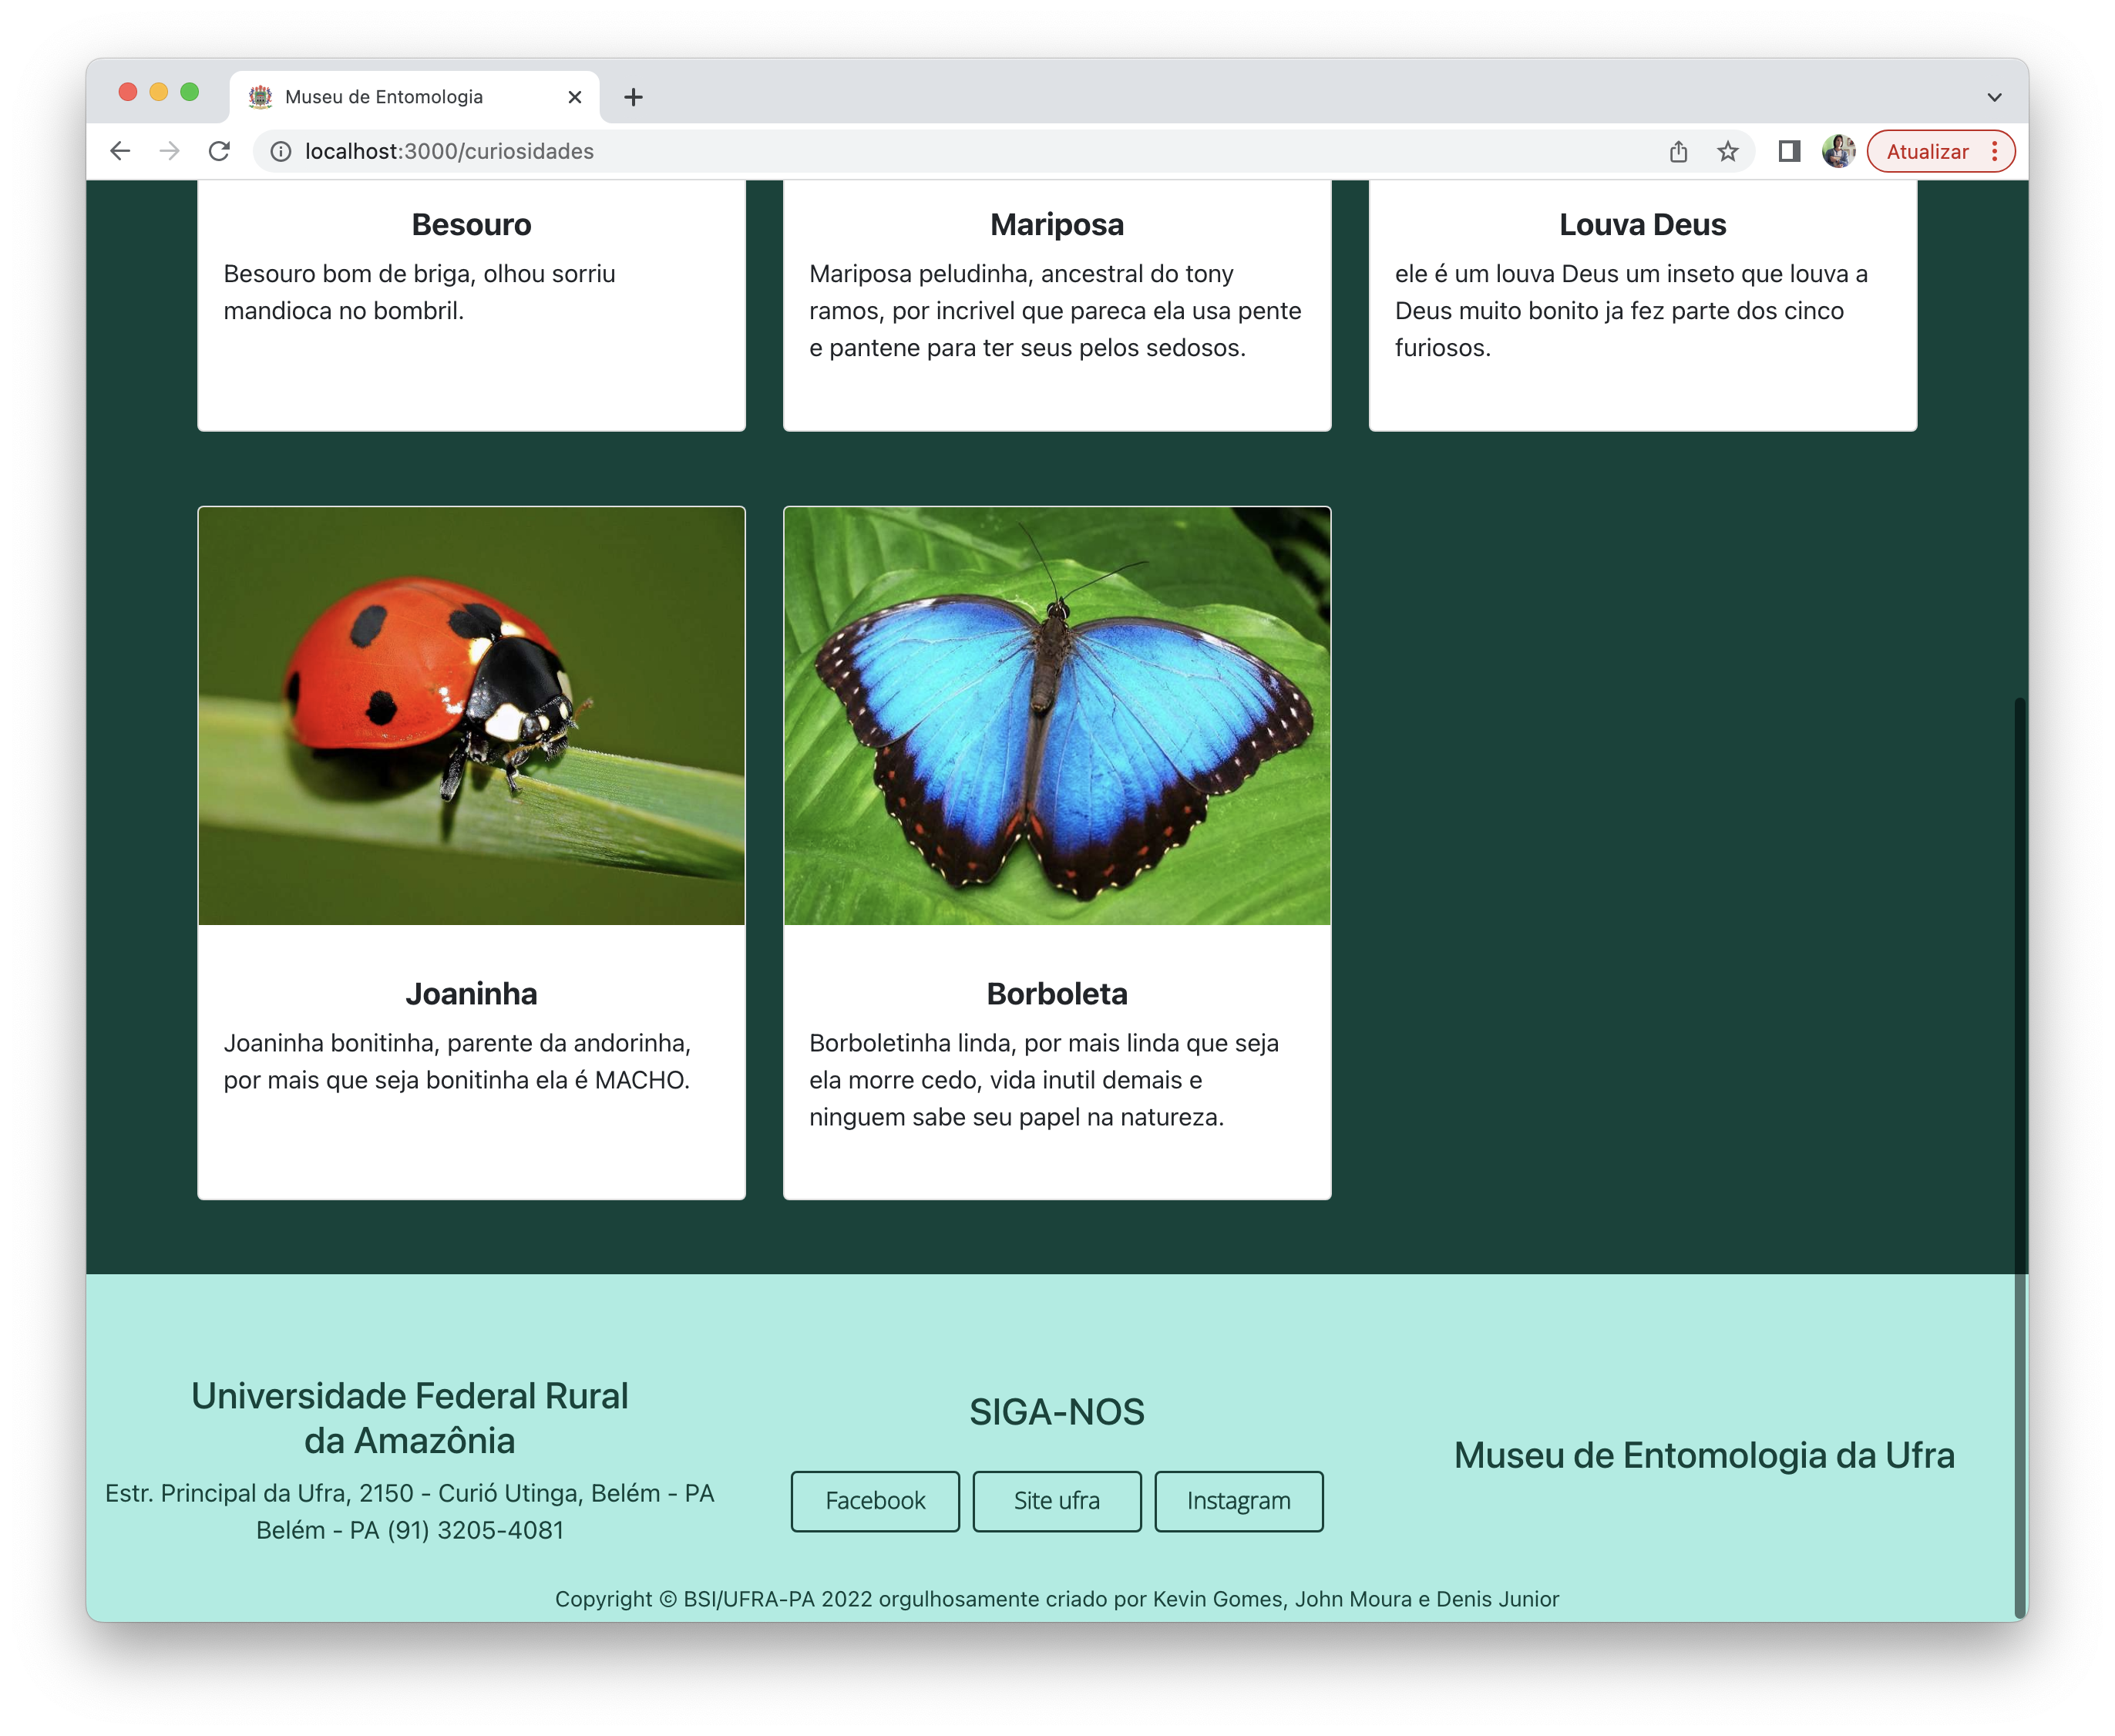 Museu de Entomologia
localhost:3000/curiosidades
Atualizar
Besouro
Besouro bom de briga, olhou sorriu
mandioca no bombril.
Mariposa
Mariposa peludinha, ancestral do tony
ramos, por incrivel que pareca ela usa pente
e pantene para ter seus pelos sedosos.
Louva Deus
ele é um louva Deus um inseto que louva a
Deus muito bonito ja fez parte dos cinco
furiosos.
Joaninha
Joaninha bonitinha, parente da andorinha,
por mais que seja bonitinha ela é MACHO.
Borboleta
Borboletinha linda, por mais linda que seja
ela morre cedo, vida inutil demais e
ninguem sabe seu papel na natureza.
Universidade Federal Rural
da Amazônia
Estr. Principal da Ufra, 2150 - Curió Utinga, Belém - PA
Belém - PA (91) 3205-4081
SIGA-NOS
Facebook
Site ufra
Instagram
Museu de Entomologia da Ufra
Copyright © BSI/UFRA-PA 2022 orgulhosamente criado por Kevin Gomes, John Moura e Denis Junior